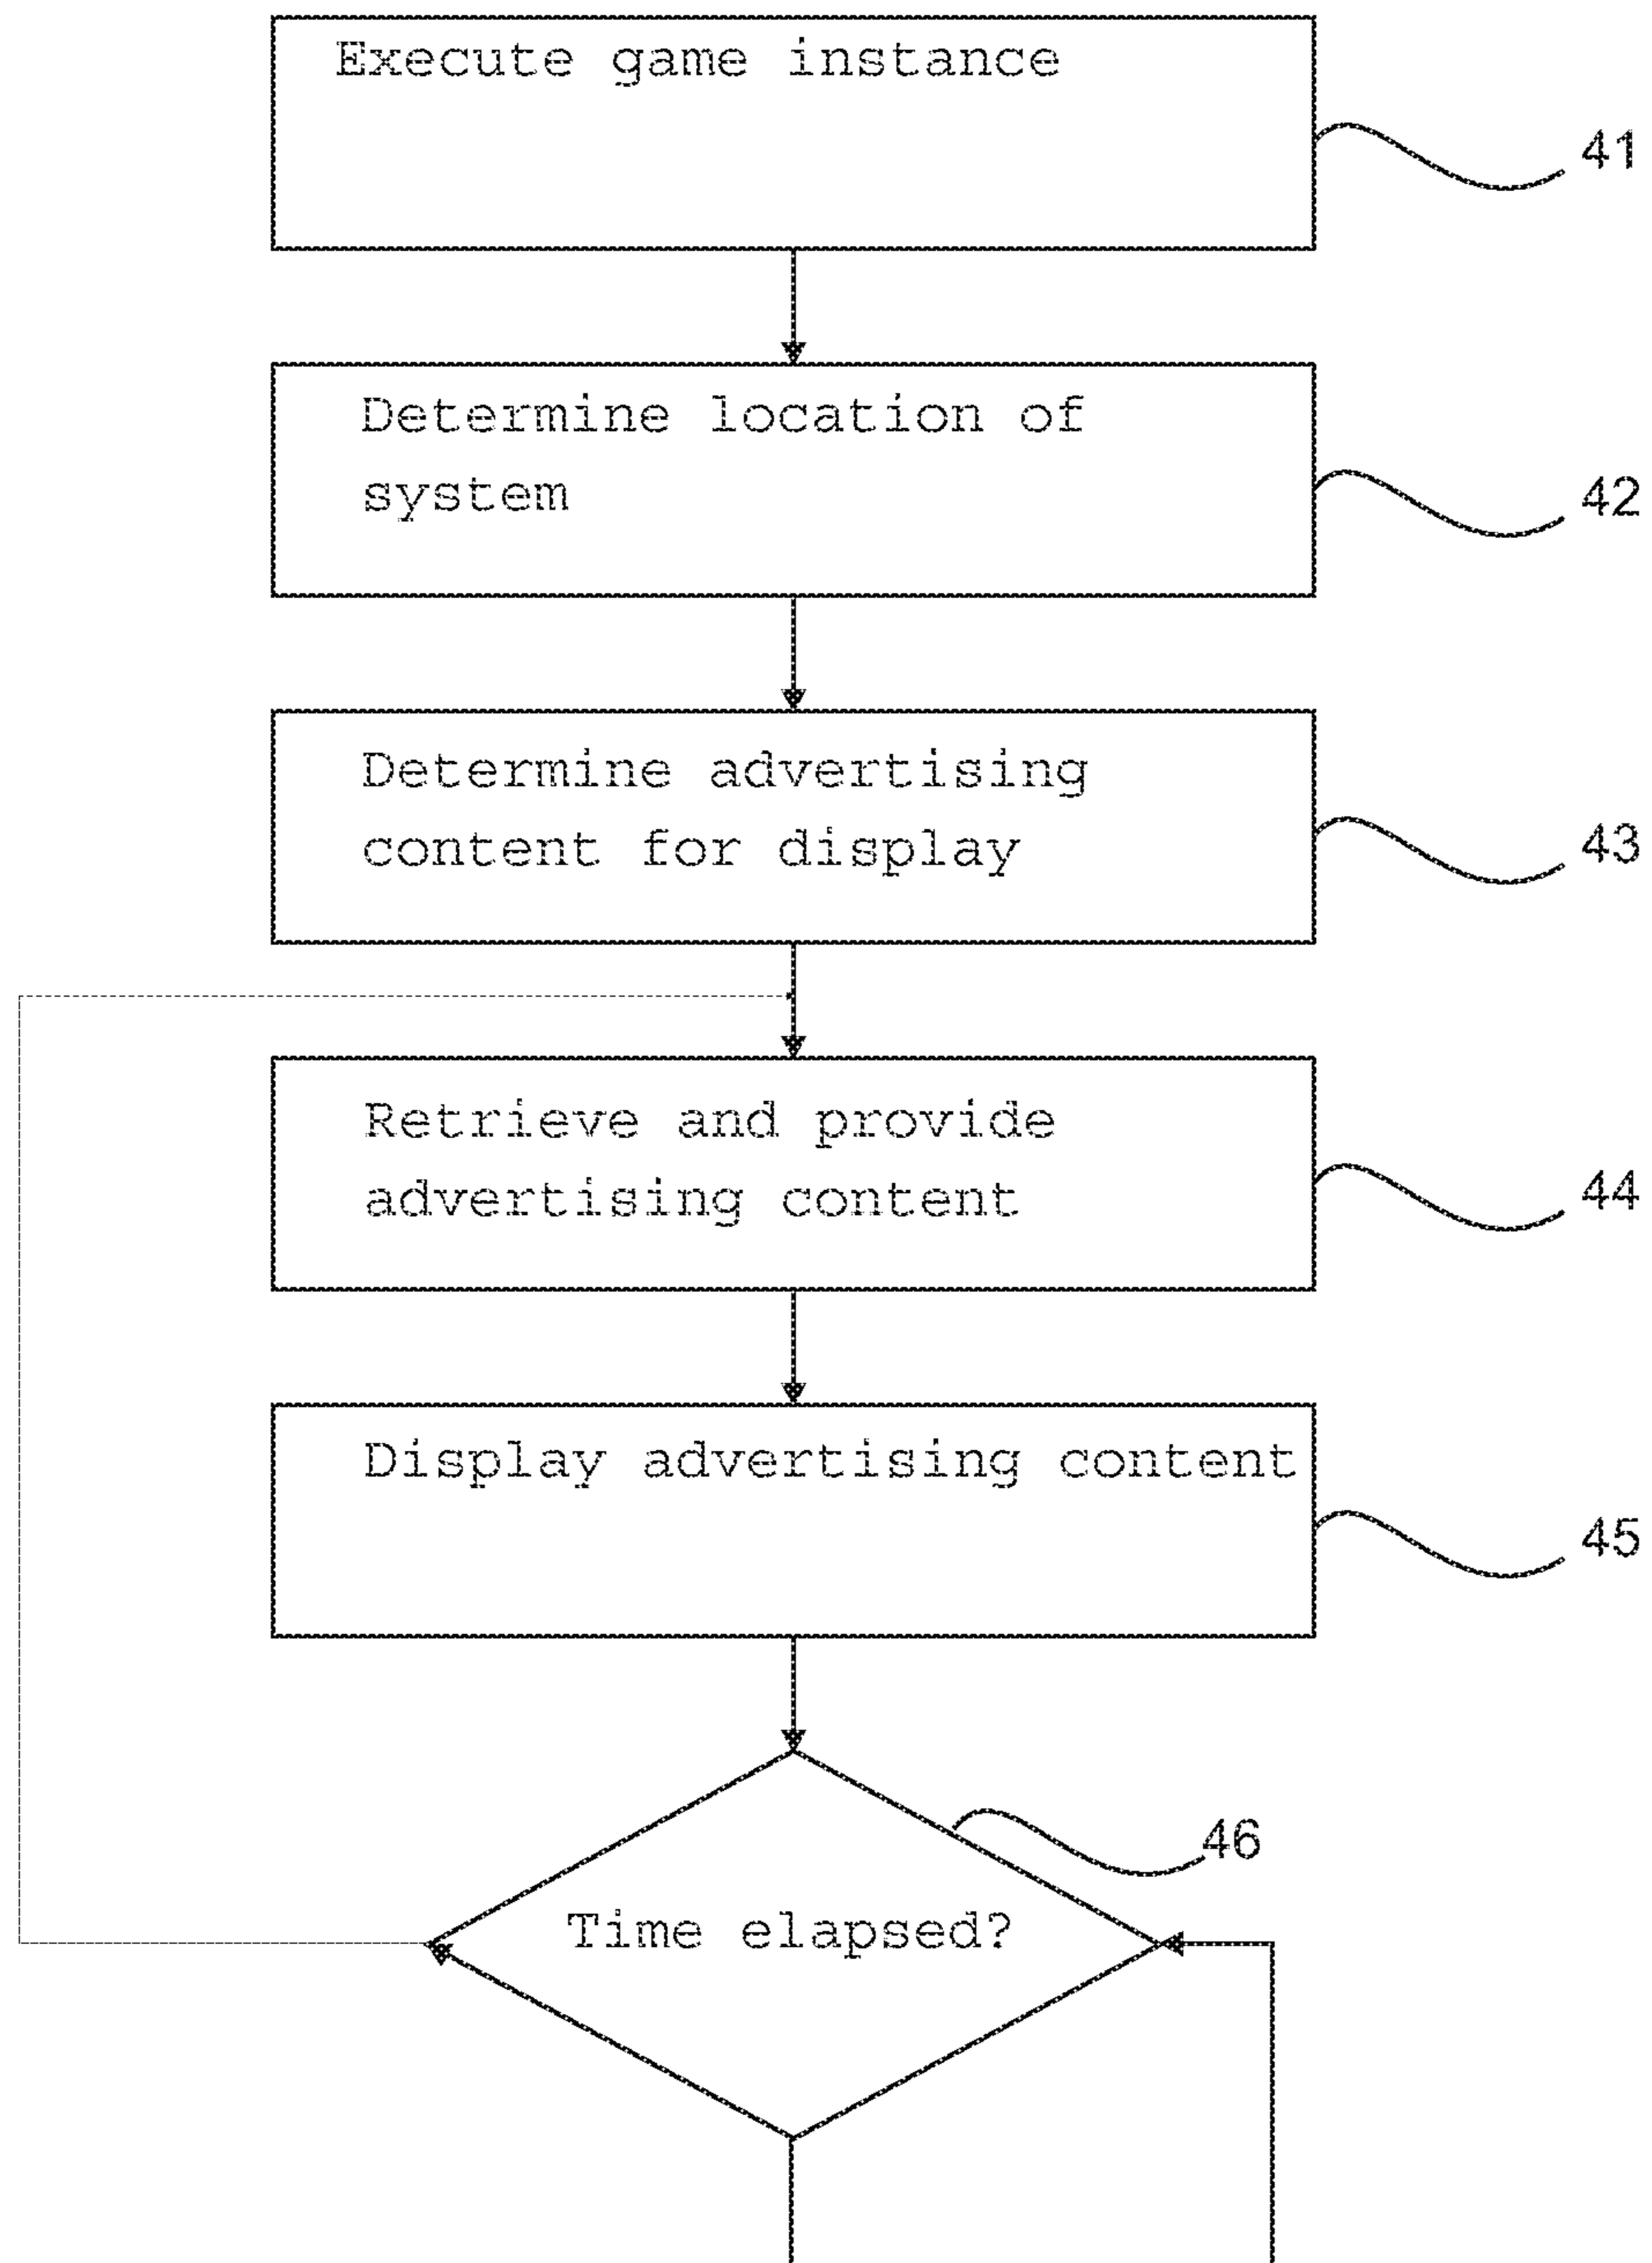 Execute game instance
41
Determine location of
system
42
Determine advertising
content for display
43
Retrieve and provide
advertising content
44
Display advertising content
45
46
Time elapsed?